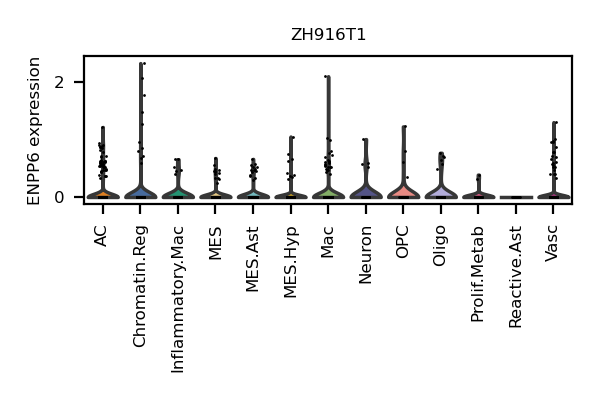 ZH916T1
ENPP6 expression
2
0
AC
Chromatin.Reg
Inflammatory.Mac
MES
MES.Ast
MES.Hyp
Mac
Neuron
OPC
Oligo
Prolif.Metab
Reactive.Ast
Vasc